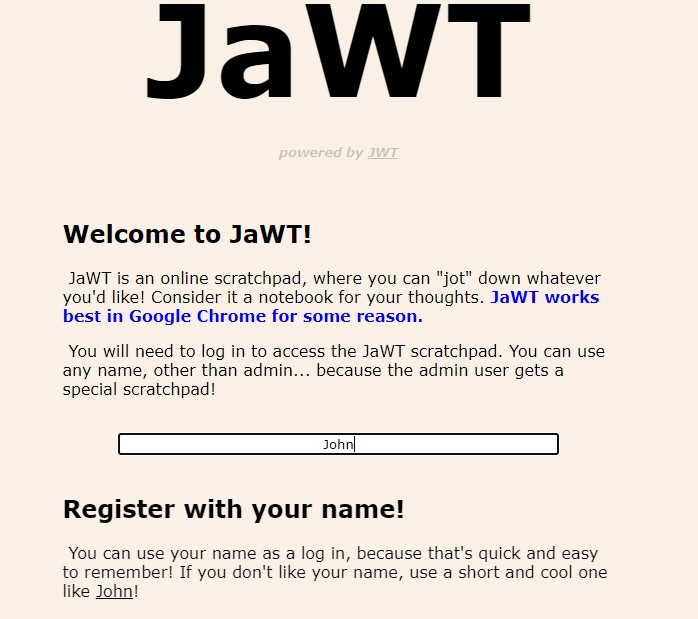 JaWT
powered by JWT
Welcome to JaWT!
JaWT is an online scratchpad, where you can "jot" down whatever
you'd like! Consider it a notebook for your thoughts. JaWT works
best in Google Chrome for some reason.
You will need to log in to access the JaWT scratchpad. You can use
any name, other than admin... because the admin user gets a
special scratchpad!
John
Register with your name!
You can use your name as a log in, because that's quick and easy
to remember! If you don't like your name, use a short and cool one
like John!